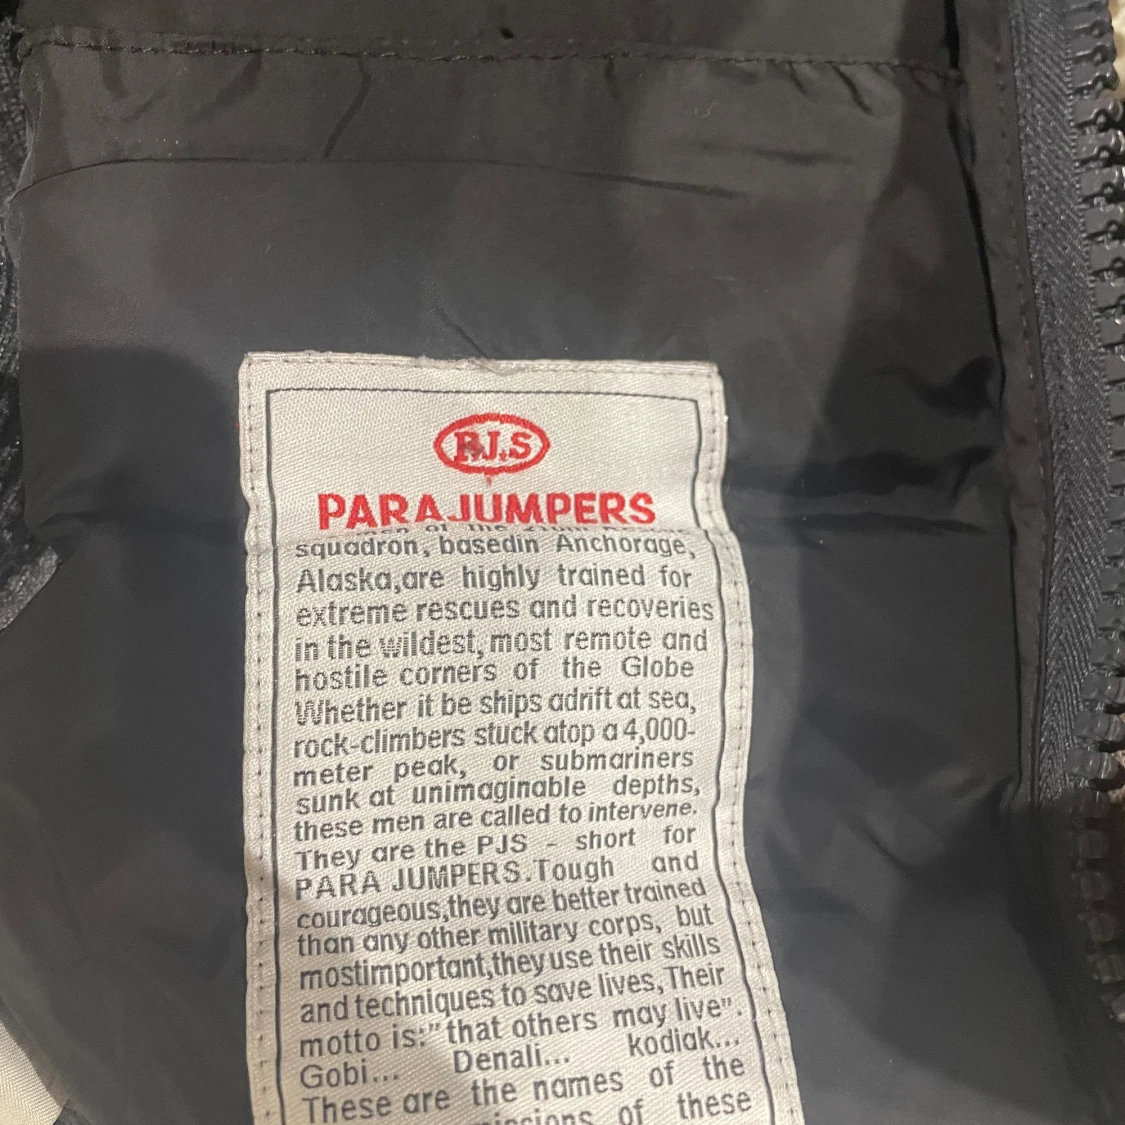 P.J.S
PARAJUMPERS
men of the
squadron, basedin Anchorage,
Alaska,are highly trained for
extreme rescues and recoveries
in the wildest, most remote and
hostile corners of the Globe
Whether it be ships adrift at sea,
rock-climbers stuck atop a 4,000-
meter peak, or submariners
sunk at unimaginable depths,
these men are called to intervene.
They are the PJS - short for
PARA JUMPERS.Tough and
courageous,they are better trained
than any other military corps, but
mostimportant,they use their skills
and techniques to save lives, Their
motto is:"that others may live".
Gobi... Denali... kodiak...
These are the names of the
of these